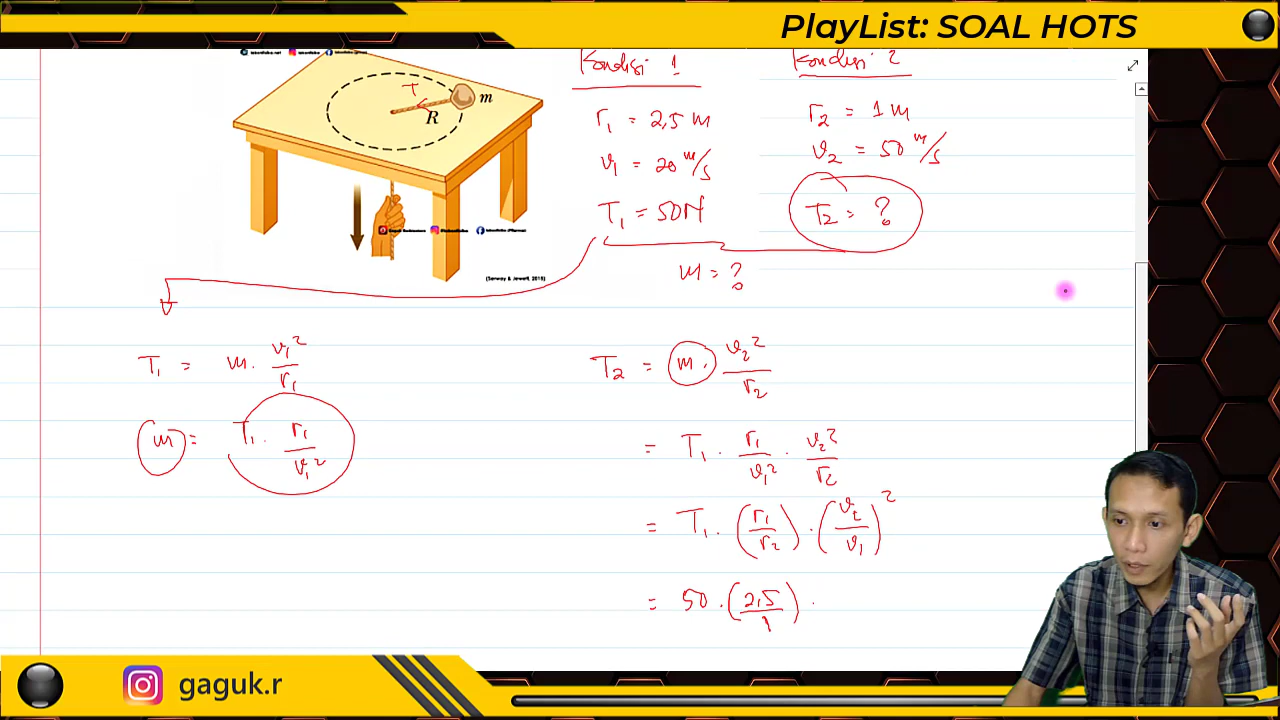 PlayList: SOAL HOTS
Kondisi 1
Kondisi 2
T
m
R
r₁ = 2,5 m
v₁ = 20 m/s
T₁ = 50 N
r₂ = 1 m
v₂ = 50 m/s
T₂ = ?
m = ?
(Serway & Jewett, 2018)
T₁ = m · v₁²/r₁
m = T₁ · r₁/v₁²
T₂ = m · v₂²/r₂
= T₁ · r₁/v₁² · v₂²/r₂
= T₁ · (r₁/r₂) · (v₂/v₁)²
= 50 · (2,5/1) ·
gaguk.r